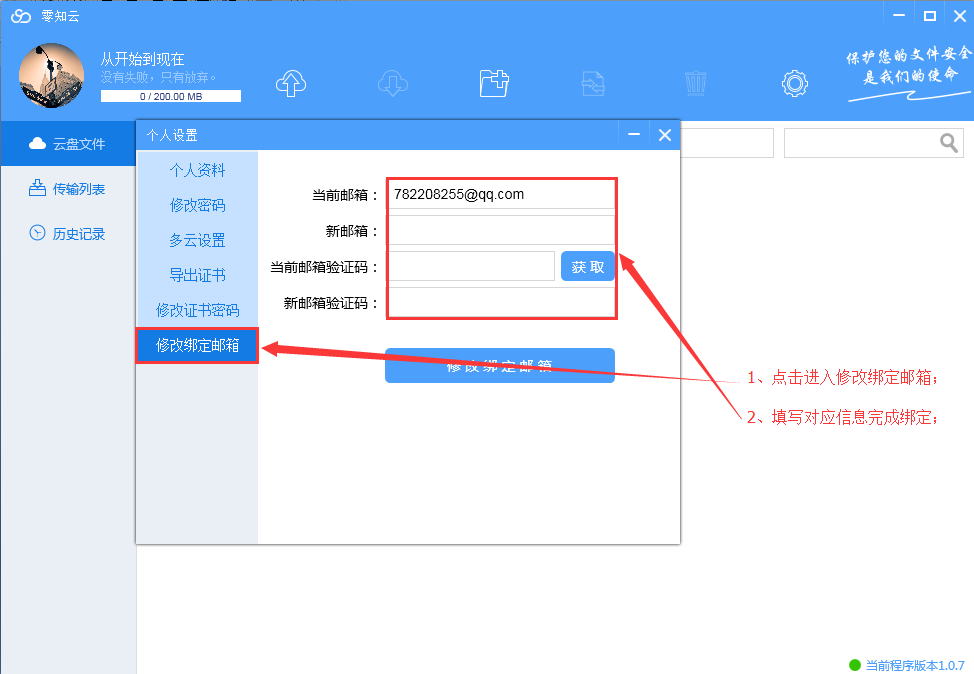 零知云
从开始到现在
没有失败，只有放弃。
0 / 200.00 MB
保护您的文件安全
是我们的使命
云盘文件
传输列表
历史记录
个人设置
个人资料
修改密码
多云设置
导出证书
修改证书密码
修改绑定邮箱
当前邮箱：
782208255@qq.com
新邮箱：
当前邮箱验证码：
获 取
新邮箱验证码：
修改绑定邮箱
1、点击进入修改绑定邮箱；
2、填写对应信息完成绑定；
当前程序版本1.0.7